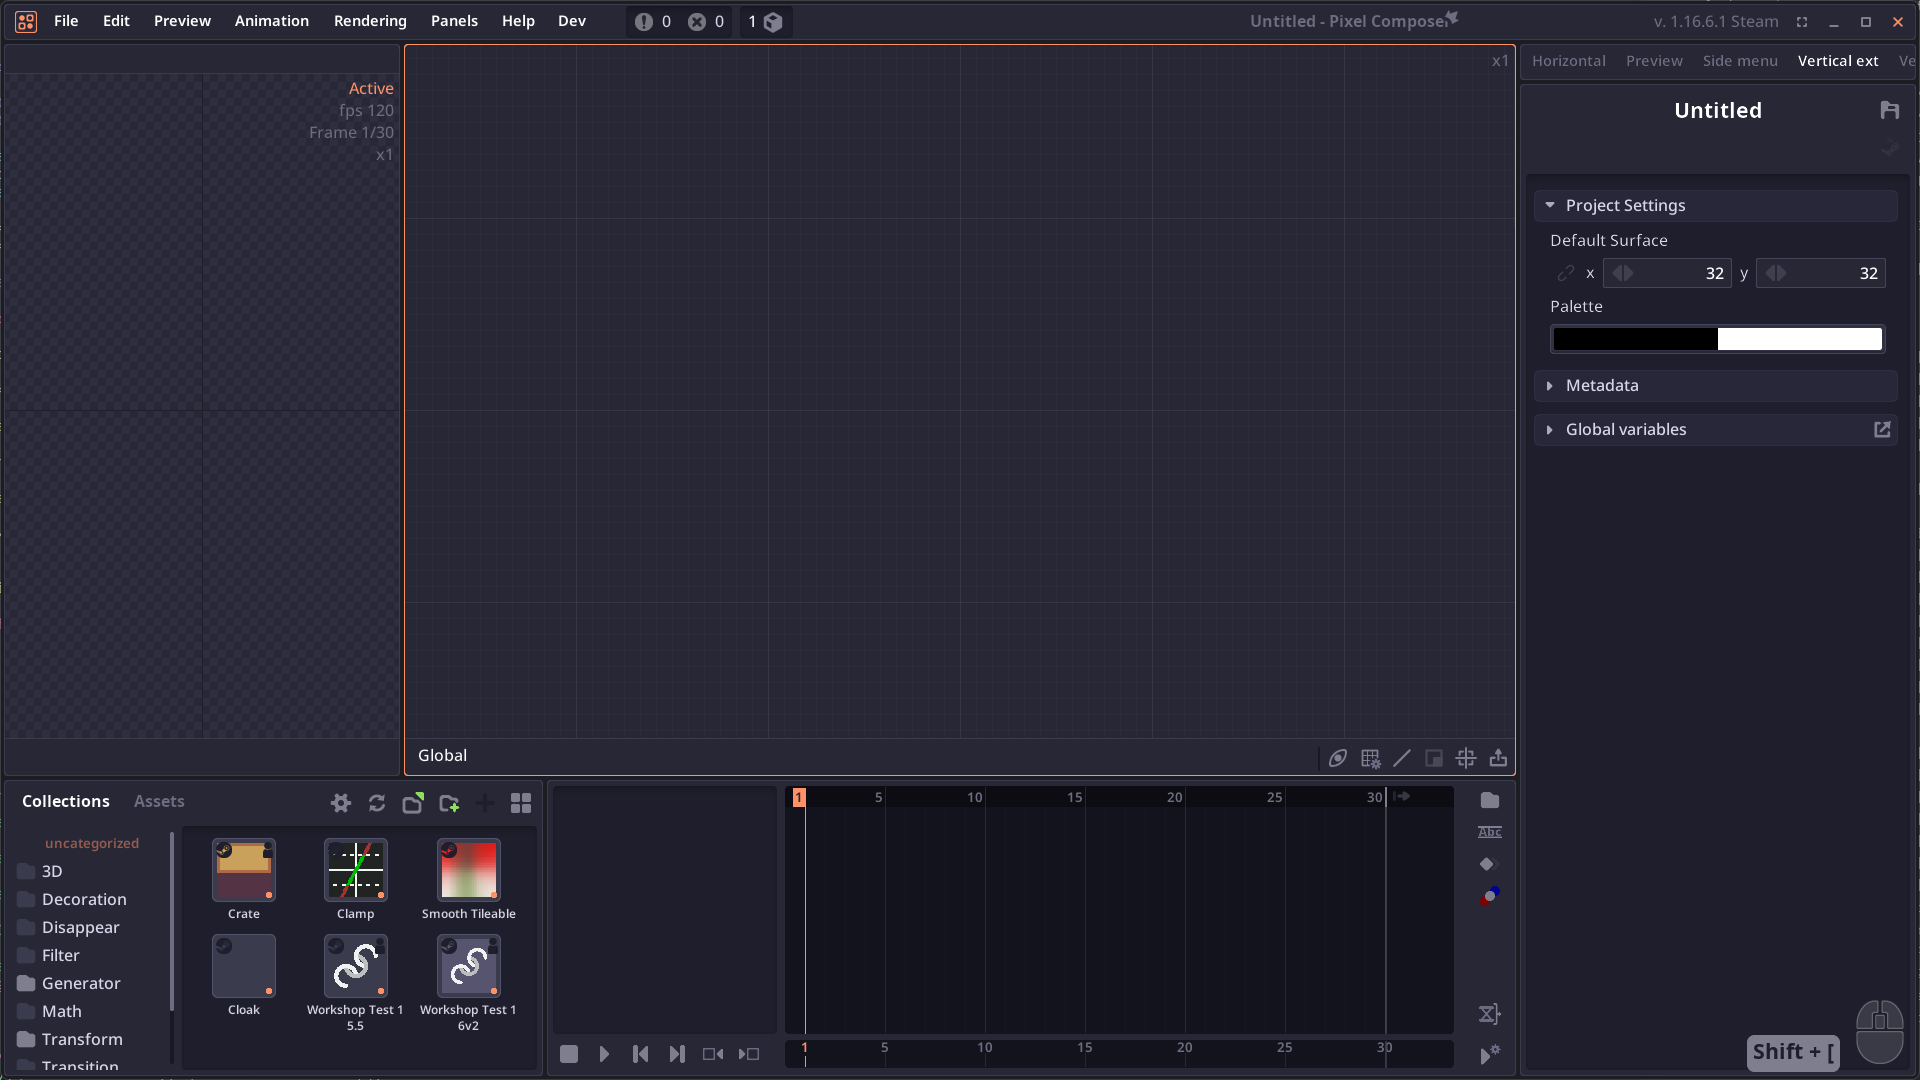 File Edit Preview Animation Rendering Panels Help Dev 0 0 1 Untitled - Pixel Composer v. 1.16.6.1 Steam
Active
fps 120
Frame 1/30
x1
x1
Global
Horizontal Preview Side menu Vertical ext Ve
Untitled
Project Settings
Default Surface
x 32 y 32
Palette
Metadata
Global variables
Collections Assets
uncategorized
3D
Decoration
Disappear
Filter
Generator
Math
Transform
Transition
Crate Clamp Smooth Tileable
Cloak Workshop Test 1 Workshop Test 1
5.5 6v2
1 5 10 15 20 25 30
Abc
1 5 10 15 20 25 30
Shift + [